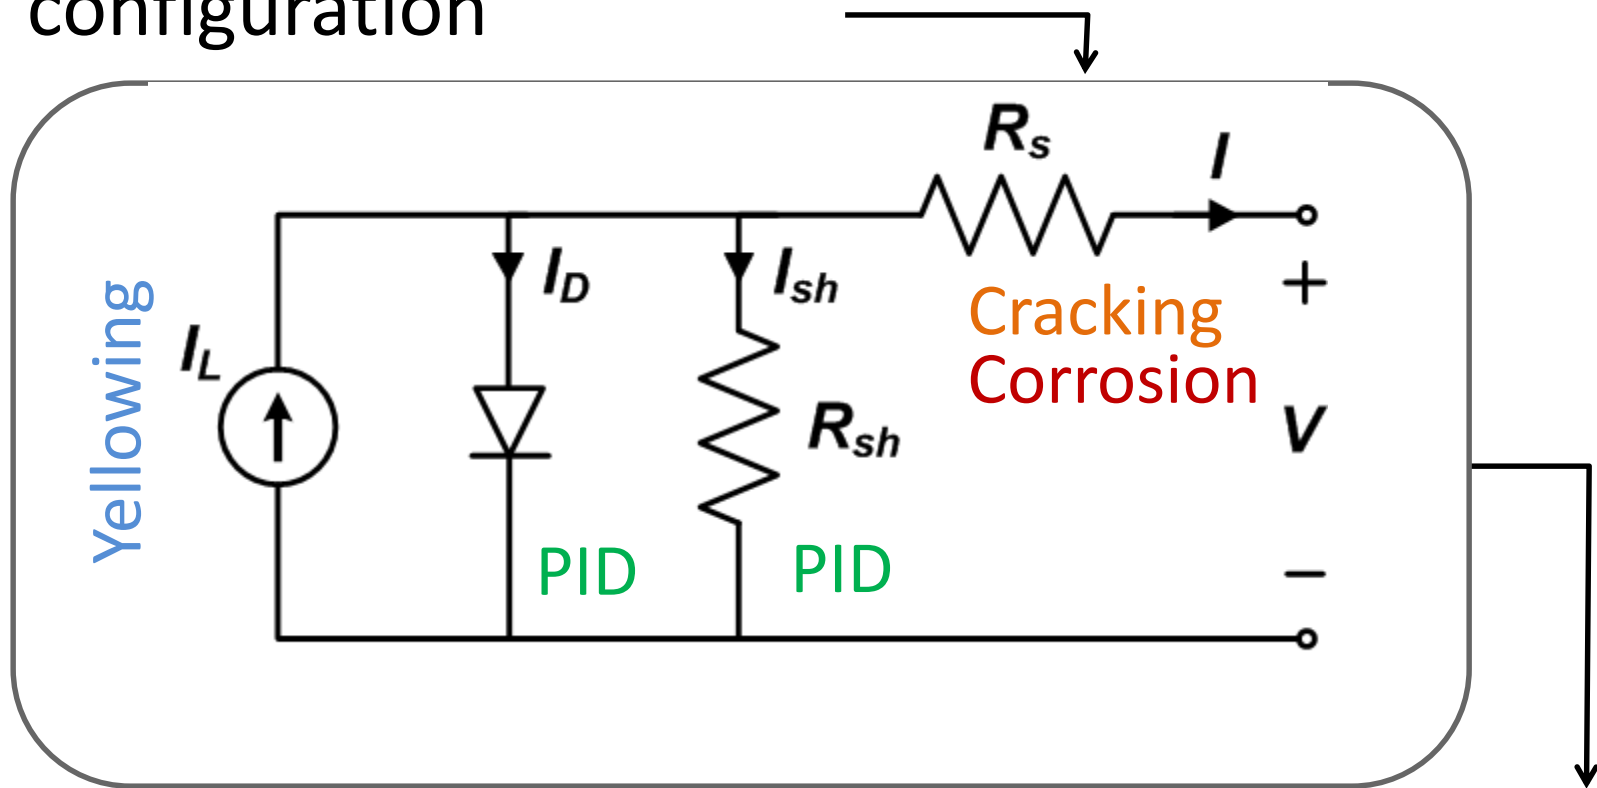 configuration
Rs
I
ID
Ish
Cracking
+
Yellowing
IL
Corrosion
Rsh
V
PID
PID
−